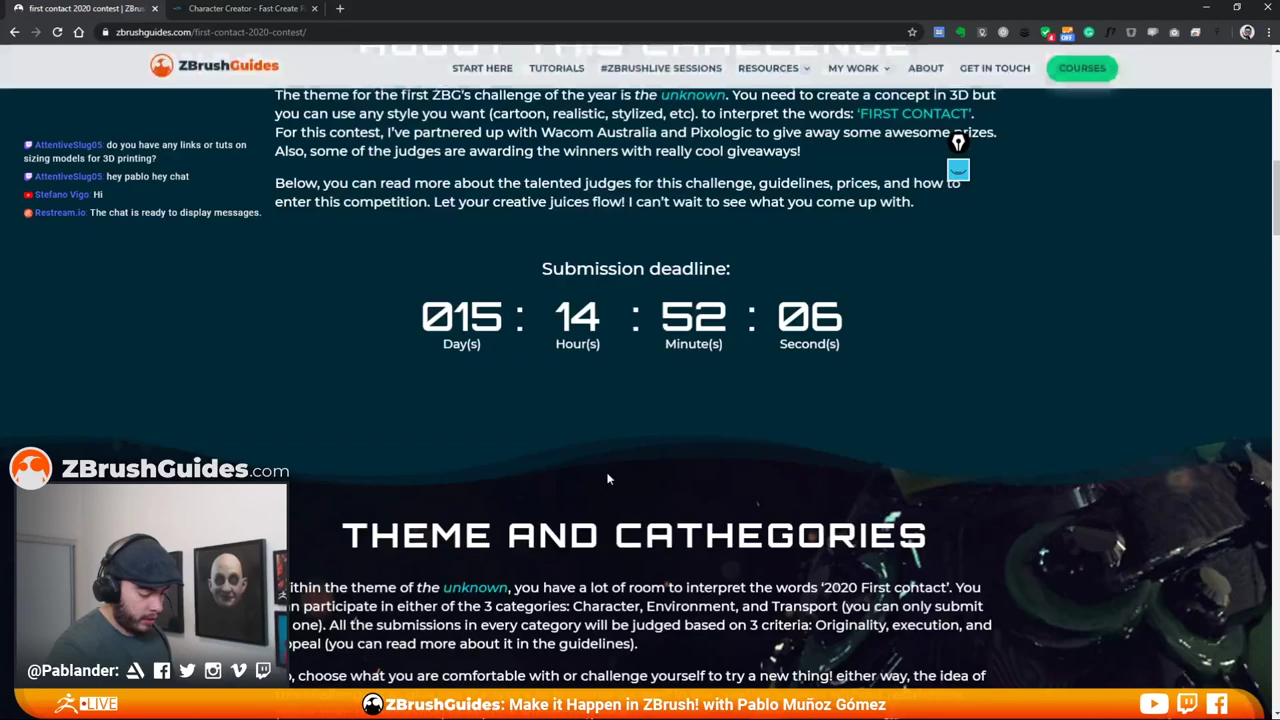 first contact 2020 contest | ZBrus
Character Creator - Fast Create R
zbrushguides.com/first-contact-2020-contest/
ABOUT THIS CHALLENGE
ZBrushGuides
START HERE
TUTORIALS
#ZBRUSHLIVE SESSIONS
RESOURCES
MY WORK
ABOUT
GET IN TOUCH
COURSES
The theme for the first ZBG's challenge of the year is the unknown. You need to create a concept in 3D but
you can use any style you want (cartoon, realistic, stylized, etc). to interpret the words: 'FIRST CONTACT'.
For this contest, I've partnered up with Wacom Australia and Pixologic to give away some awesome prizes.
Also, some of the judges are awarding the winners with really cool giveaways!
Below, you can read more about the talented judges for this challenge, guidelines, prices, and how to
enter this competition. Let your creative juices flow! I can't wait to see what you come up with.
AttentiveSlug05: do you have any links or tuts on
sizing models for 3D printing?
AttentiveSlug05: hey pablo hey chat
Stefano Vigo: Hi
Restream.io: The chat is ready to display messages.
Submission deadline:
015 : 14 : 52 : 06
Day(s) Hour(s) Minute(s) Second(s)
ZBrushGuides.com
THEME AND CATHEGORIES
ithin the theme of the unknown, you have a lot of room to interpret the words '2020 First contact'. You
n participate in either of the 3 categories: Character, Environment, and Transport (you can only submit
one). All the submissions in every category will be judged based on 3 criteria: Originality, execution, and
ppeal (you can read more about it in the guidelines).
o, choose what you are comfortable with or challenge yourself to try a new thing! either way, the idea of
@Pablander:
LIVE
ZBrushGuides: Make it Happen in ZBrush! with Pablo Muñoz Gómez